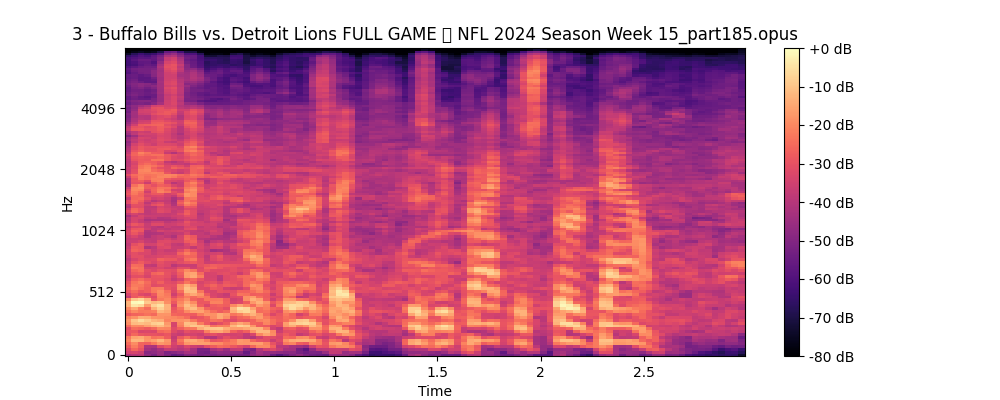 3 - Buffalo Bills vs. Detroit Lions FULL GAME ▯ NFL 2024 Season Week 15_part185.opus
Hz
4096
2048
1024
512
0
0 0.5 1 1.5 2 2.5
Time
+0 dB
-10 dB
-20 dB
-30 dB
-40 dB
-50 dB
-60 dB
-70 dB
-80 dB